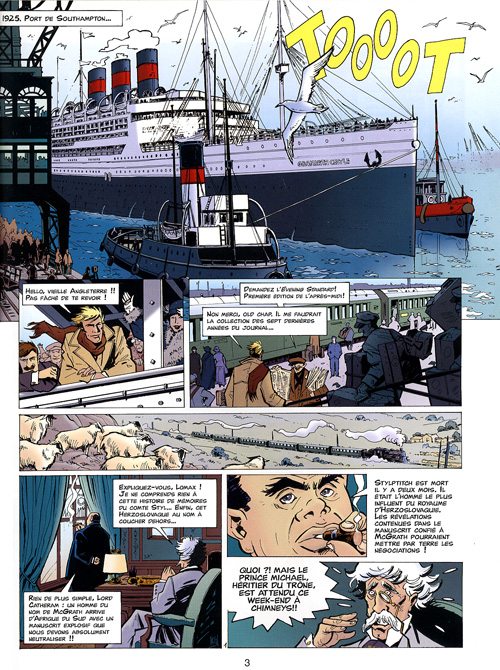 1925. Port de Southampton...
TOOOOT
GRANFORTH CASTLE
Hello, vieille Angleterre !!
Pas fâché de te revoir !
Demandez l'Evening Standard !
Première édition de l'après-midi !
Non merci, old chap. Il me faudrait
la collection des sept dernières
années du journal...
Expliquez-vous, Lomax !
Je ne comprends rien à
cette histoire de mémoires
du comte Styl... Enfin, cet
Herzoslovaque au nom à
coucher dehors...
Rien de plus simple, Lord
Catheram : un homme du
nom de McGrath arrive
d'Afrique du Sud avec un
manuscrit explosif que
nous devons absolument
neutraliser !!
Stylptitch est mort
il y a deux mois. Il
était l'homme le plus
influent du royaume
d'Herzoslovaquie.
Les révélations
contenues dans le
manuscrit confié à
McGrath pourraient
mettre par terre les
négociations !
Quoi ?! Mais le
prince Michael,
héritier du trône,
est attendu ce
week-end à
Chimneys !!
3